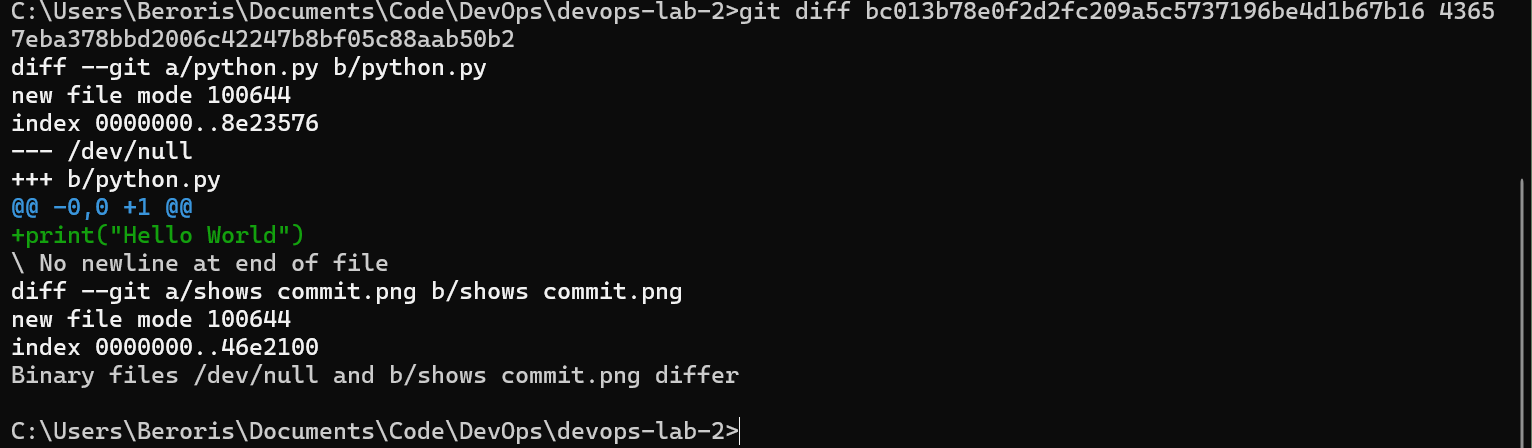 C:\Users\Beroris\Documents\Code\DevOps\devops-lab-2>git diff bc013b78e0f2d2fc209a5c5737196be4d1b67b16 4365
7eba378bbd2006c42247b8bf05c88aab50b2
diff --git a/python.py b/python.py
new file mode 100644
index 0000000..8e23576
--- /dev/null
+++ b/python.py
@@ -0,0 +1 @@
+print("Hello World")
\ No newline at end of file
diff --git a/shows commit.png b/shows commit.png
new file mode 100644
index 0000000..46e2100
Binary files /dev/null and b/shows commit.png differ
C:\Users\Beroris\Documents\Code\DevOps\devops-lab-2>